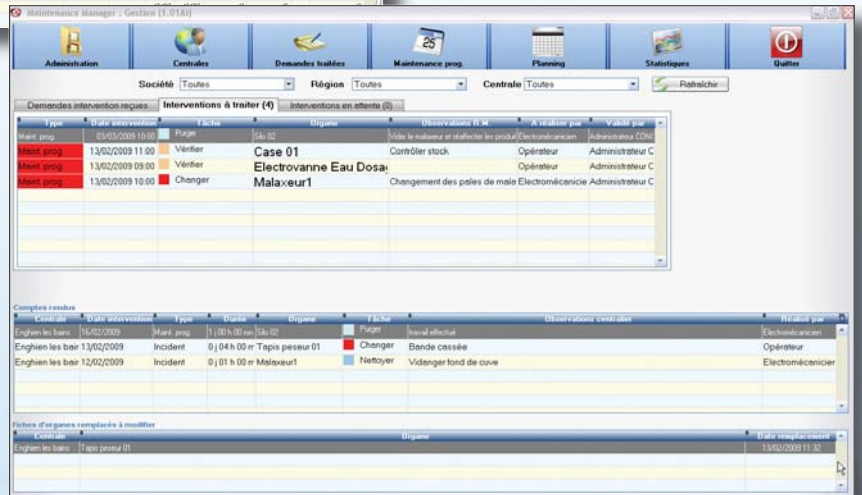 Maintenance Manager : Gestion (1.01Ai)
Administration Centrales Demandes traitées Maintenance prog. Planning Statistiques Quitter
Société Toutes Région Toutes Centrale Toutes Rafraîchir
Demandes intervention reçues Interventions à traiter (4) Interventions en attente (0)
Type Date intervention Tâche Organe Observations R.M. A réaliser par Validé par
Maint. prog. 03/03/2009 10:00 Purger Silo 02 Vider le malaxeur et réaffecter les produi Electromécanicien Administrateur CONC
Maint. prog. 13/02/2009 11:00 Vérifier Case 01 Contrôler stock Opérateur Administrateur C
Maint. prog. 13/02/2009 09:00 Vérifier Electrovanne Eau Dosag Opérateur Administrateur C
Maint. prog. 13/02/2009 10:00 Changer Malaxeur1 Changement des pales de mala Electromécanicie Administrateur C
Comptes rendus
Centrale Date intervention Type Durée Organe Tâche Observations centralier Réalisé par
Enghien les bains 16/02/2009 Maint. prog. 1 j 00 h 00 mn Silo 02 Purger travail effectué Electromécanicien
Enghien les bair 13/02/2009 Incident 0 j 04 h 00 m Tapis peseur 01 Changer Bande cassée Opérateur
Enghien les bair 12/02/2009 Incident 0 j 01 h 00 m Malaxeur1 Nettoyer Vidanger fond de cuve Electromécanicier
Fiches d'organes remplacés à modifier
Centrale Organe Date remplacement
Enghien les bains Tapis peseur 01 13/02/2009 11:32